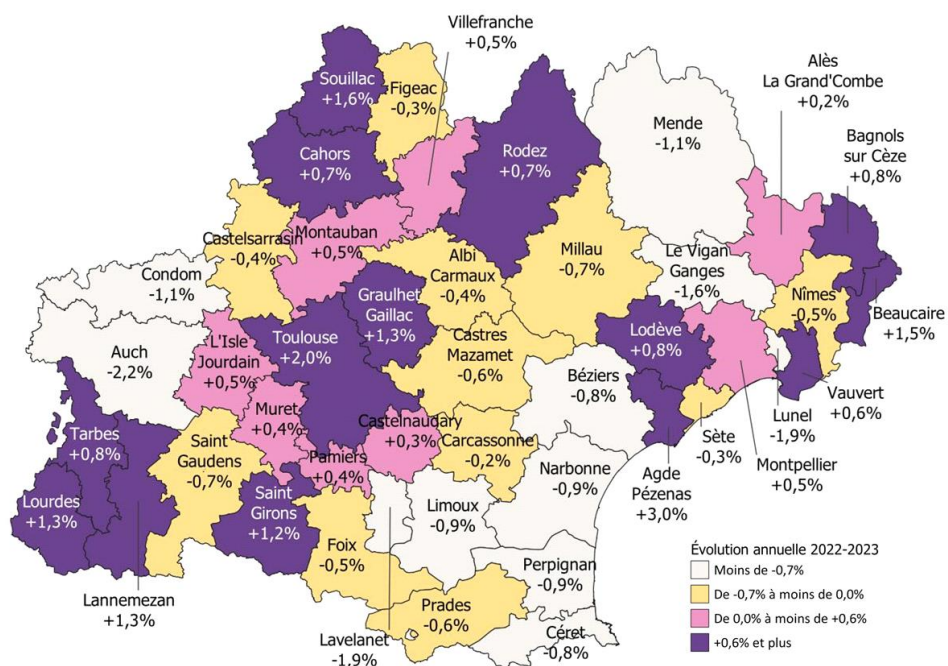 Villefranche
+0,5%
Souillac
+1,6%
Figeac
-0,3%
Alès
La Grand'Combe
+0,2%
Mende
-1,1%
Bagnols
sur Cèze
+0,8%
Cahors
+0,7%
Rodez
+0,7%
Castelsarrasin
-0,4%
Montauban
+0,5%
Albi
Carmaux
-0,4%
Millau
-0,7%
Le Vigan
Ganges
-1,6%
Condom
-1,1%
Graulhet
Gaillac
+1,3%
Nîmes
-0,5%
Beaucaire
+1,5%
Auch
-2,2%
L'Isle
Jourdain
+0,5%
Toulouse
+2,0%
Castres
Mazamet
-0,6%
Lodève
+0,8%
Béziers
-0,8%
Vauvert
+0,6%
Lunel
-1,9%
Muret
+0,4%
Castelnaudary
+0,3%
Carcassonne
-0,2%
Sète
-0,3%
Montpellier
+0,5%
Tarbes
+0,8%
Saint
Gaudens
-0,7%
Pamiers
+0,4%
Narbonne
-0,9%
Agde
Pézenas
+3,0%
Lourdes
+1,3%
Saint
Girons
+1,2%
Limoux
-0,9%
Foix
-0,5%
Perpignan
-0,9%
Lannemezan
+1,3%
Prades
-0,6%
Lavelanet
-1,9%
Céret
-0,8%
Évolution annuelle 2022-2023
Moins de -0,7%
De -0,7% à moins de 0,0%
De 0,0% à moins de +0,6%
+0,6% et plus